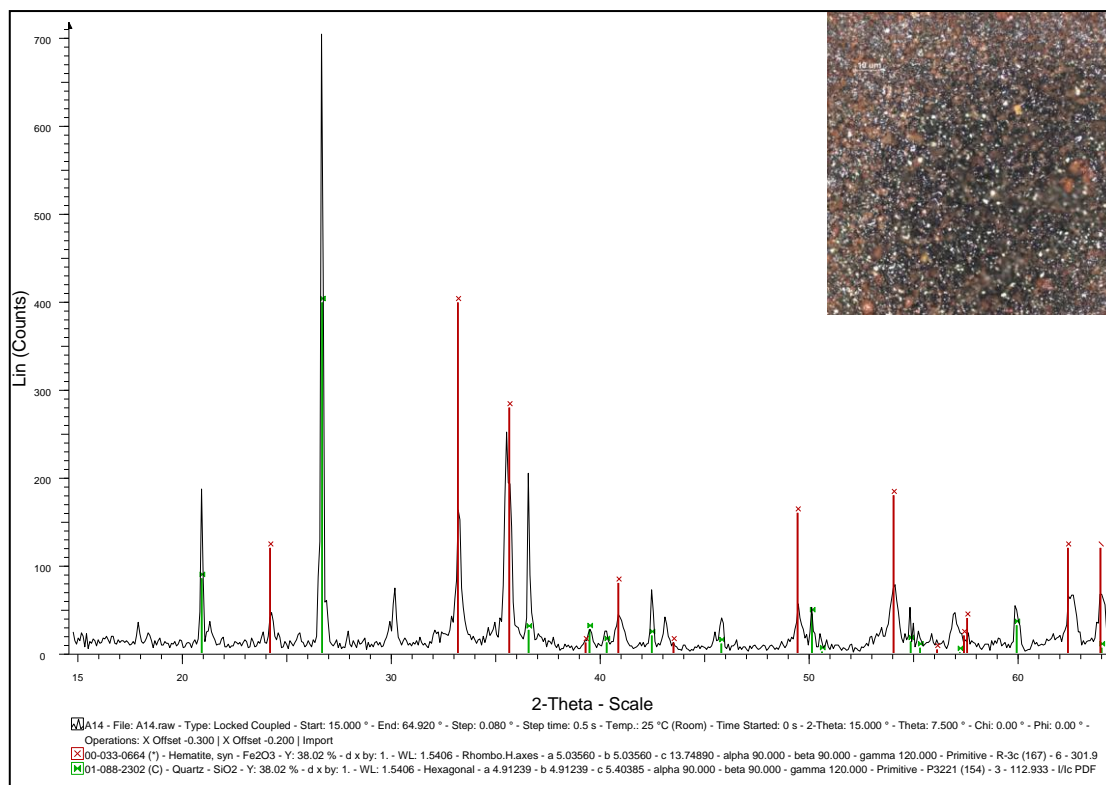 700
600
500
400
300
200
100
0
Lin (Counts)
10 um
20
30
40
50
60
15
2-Theta - Scale
A14 - File: A14.raw - Type: Locked Coupled - Start: 15.000 ° - End: 64.920 ° - Step: 0.080 ° - Step time: 0.5 s - Temp.: 25 °C (Room) - Time Started: 0 s - 2-Theta: 15.000 ° - Theta: 7.500 ° - Chi: 0.00 ° - Phi: 0.00 ° -
Operations: X Offset -0.300 | X Offset -0.200 | Import
00-033-0664 (*) - Hematite, syn - Fe2O3 - Y: 38.02 % - d x by: 1. - WL: 1.5406 - Rhombo.H.axes - a 5.03560 - b 5.03560 - c 13.74890 - alpha 90.000 - beta 90.000 - gamma 120.000 - Primitive - R-3c (167) - 6 - 301.9
01-088-2302 (C) - Quartz - SiO2 - Y: 38.02 % - d x by: 1. - WL: 1.5406 - Hexagonal - a 4.91239 - b 4.91239 - c 5.40385 - alpha 90.000 - beta 90.000 - gamma 120.000 - Primitive - P3221 (154) - 3 - 112.933 - I/Ic PDF